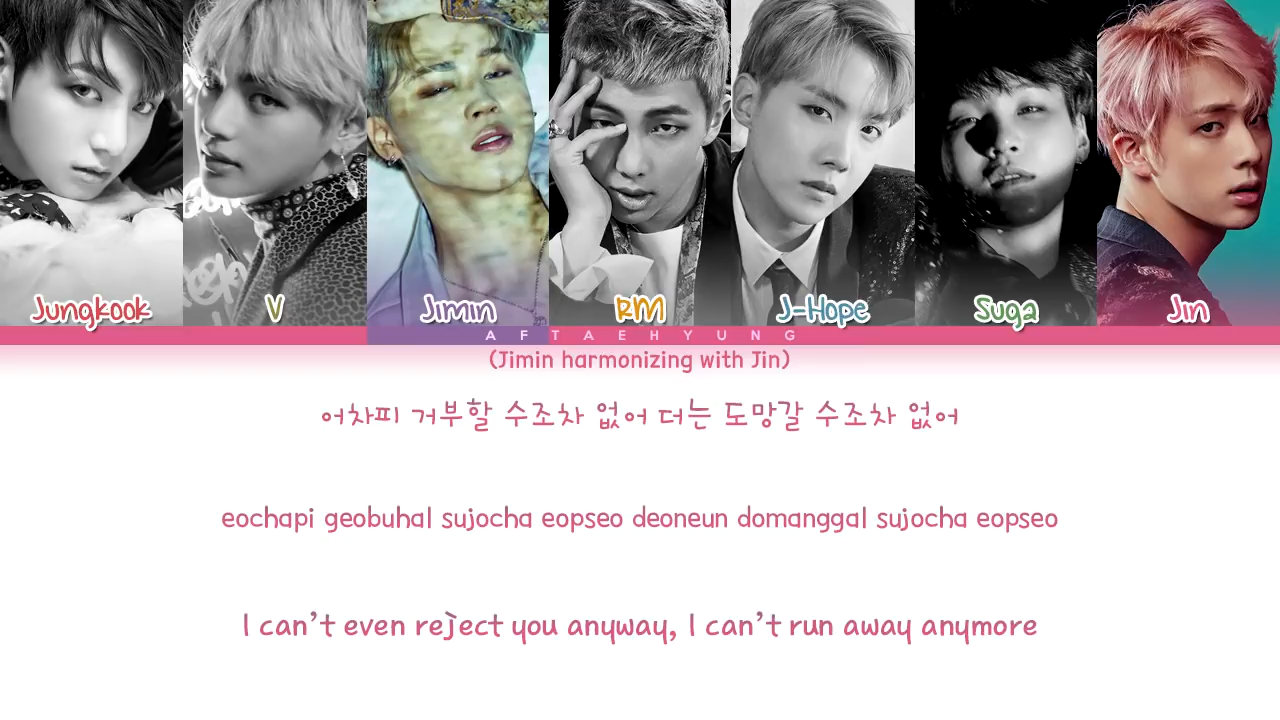 Jungkook V Jimin RM J-Hope Suga Jin
AFTAEHYUNG
(Jimin harmonizing with Jin)
어차피 거부할 수조차 없어 더는 도망갈 수조차 없어
eochapi geobuhal sujocha eopseo deoneun domanggal sujocha eopseo
I can't even reject you anyway, I can't run away anymore